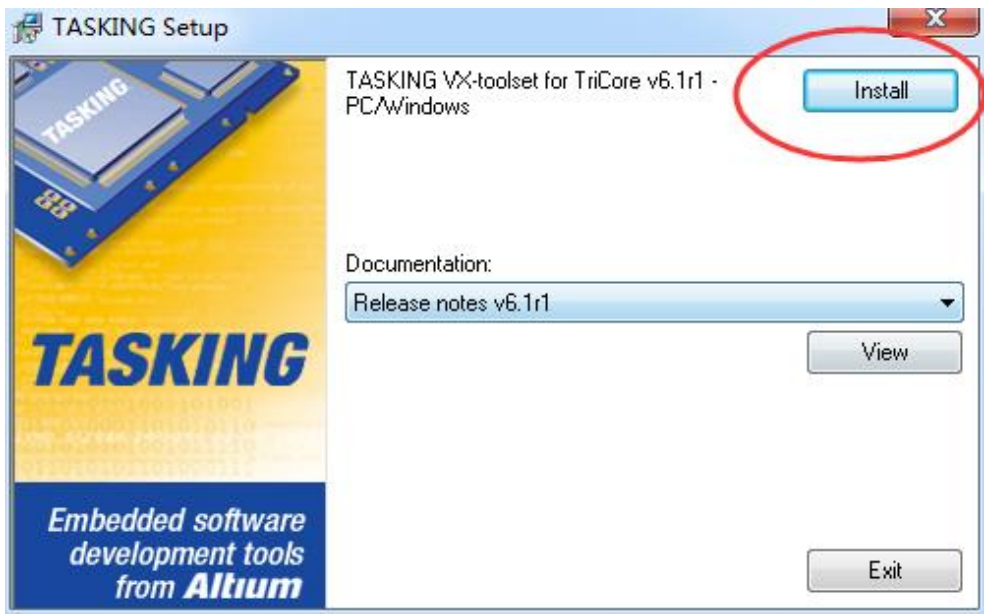 TASKING Setup
TASKING VX-toolset for TriCore v6.1r1 -
PC/Windows
Install
TASKING
88
Documentation:
Release notes v6.1r1
View
TASKING
Embedded software
development tools
from Altium
Exit